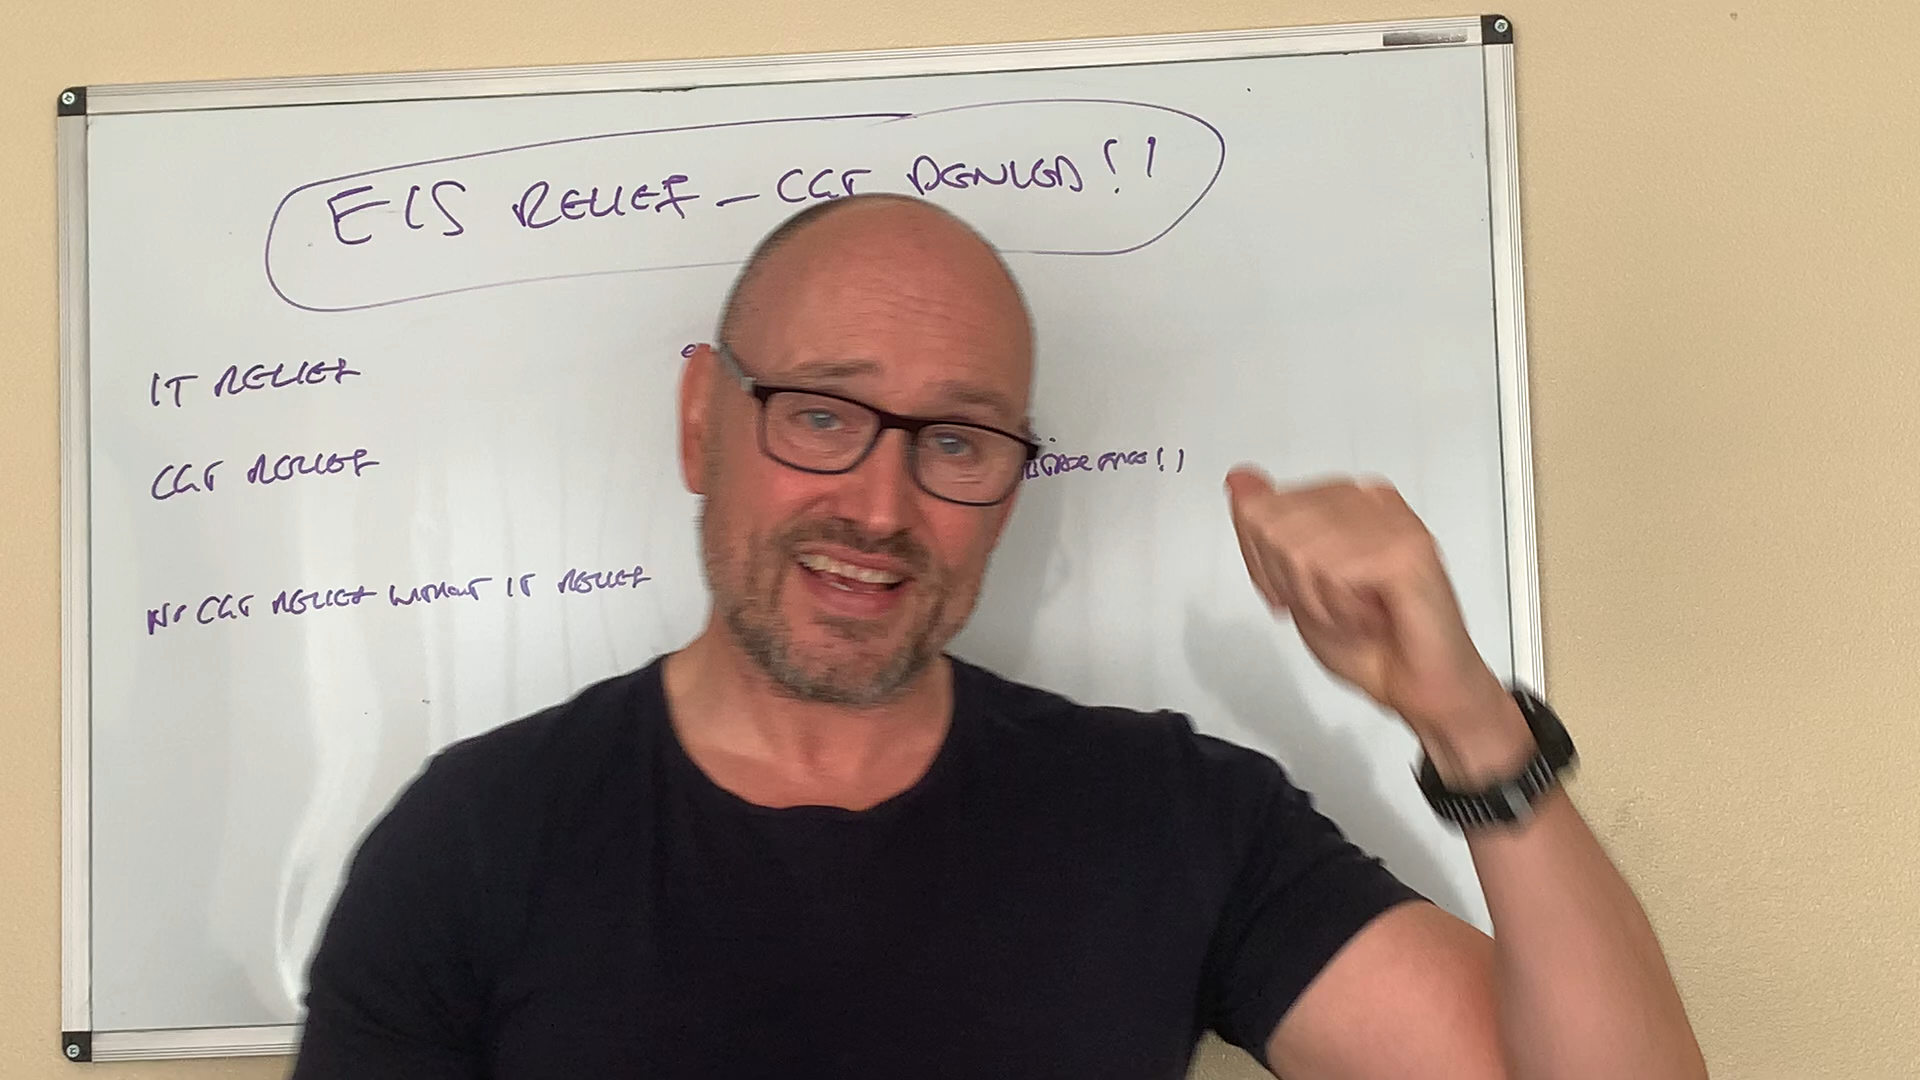 EIS RELIEF - CGT DENIED!!
IT RELIEF
CGT RELIEF
NO CGT RELIEF WITHOUT IT RELIEF